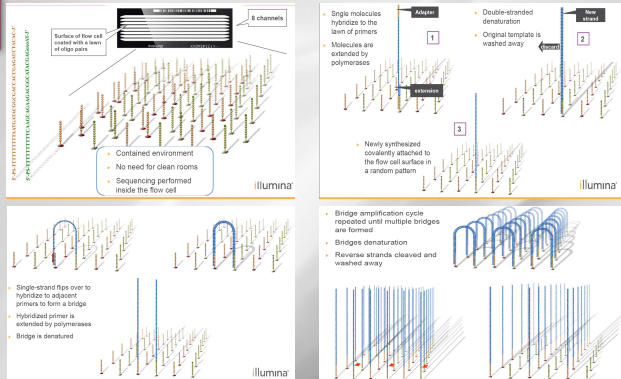 Surface of flow cell
coated with a lawn
of oligo pairs
8 channels
Contained environment
No need for clean rooms
Sequencing performed
inside the flow cell
illumina
Sngle molecules
hybridize to the
lawn of primers
Molecules are
extended by
polymerases
Adapter
1
extension
Double-stranded
denaturation
Original template is
washed away
discard
New
strand
2
3
Newly synthesized
covalently attached to
the flow cell surface in
a random pattern
illumina
Single-strand flips over to
hybridize to adjacent
primers to form a bridge
Hybridized primer is
extended by polymerases
Bridge is denatured
illumina
Bridge amplification cycle
repeated until multiple bridges
are formed
Bridges denaturation
Reverse strands cleaved and
washed away